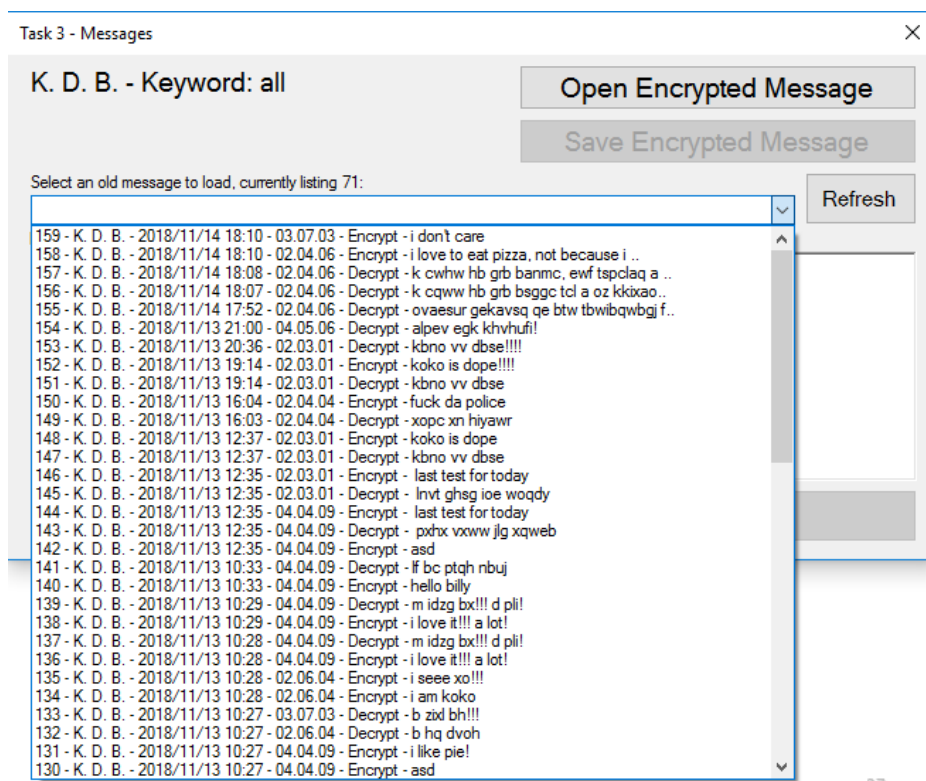 Task 3 - Messages
K. D. B. - Keyword: all
Open Encrypted Message
Save Encrypted Message
Select an old message to load, currently listing 71:
Refresh
159 - K. D. B. - 2018/11/14 18:10 - 03.07.03 - Encrypt - i don't care
158 - K. D. B. - 2018/11/14 18:10 - 02.04.06 - Encrypt - i love to eat pizza, not because i ..
157 - K. D. B. - 2018/11/14 18:08 - 02.04.06 - Decrypt - k cwhw hb grb banmc, ewf tspclaq a ..
156 - K. D. B. - 2018/11/14 18:07 - 02.04.06 - Decrypt - k cqww hb grb bsggc tcl a oz kkixao..
155 - K. D. B. - 2018/11/14 17:52 - 02.04.06 - Decrypt - ovaesur gekavsq qe btw tbwibqwbgj f..
154 - K. D. B. - 2018/11/13 21:00 - 04.05.06 - Decrypt - alpev egk khvhufi!
153 - K. D. B. - 2018/11/13 20:36 - 02.03.01 - Decrypt - kbno vv dbse!!!!
152 - K. D. B. - 2018/11/13 19:14 - 02.03.01 - Encrypt - koko is dope!!!!
151 - K. D. B. - 2018/11/13 19:14 - 02.03.01 - Decrypt - kbno vv dbse
150 - K. D. B. - 2018/11/13 16:04 - 02.04.04 - Encrypt - fuck da police
149 - K. D. B. - 2018/11/13 16:03 - 02.04.04 - Decrypt - xopc xn hiyawr
148 - K. D. B. - 2018/11/13 12:37 - 02.03.01 - Encrypt - koko is dope
147 - K. D. B. - 2018/11/13 12:37 - 02.03.01 - Decrypt - kbno vv dbse
146 - K. D. B. - 2018/11/13 12:35 - 02.03.01 - Encrypt - last test for today
145 - K. D. B. - 2018/11/13 12:35 - 02.03.01 - Decrypt - lnvt ghsg ioe woqdy
144 - K. D. B. - 2018/11/13 12:35 - 04.04.09 - Encrypt - last test for today
143 - K. D. B. - 2018/11/13 12:35 - 04.04.09 - Decrypt - pxhx vxww jlg xqweb
142 - K. D. B. - 2018/11/13 12:35 - 04.04.09 - Encrypt - asd
141 - K. D. B. - 2018/11/13 10:33 - 04.04.09 - Decrypt - lf bc ptqh nbuj
140 - K. D. B. - 2018/11/13 10:33 - 04.04.09 - Encrypt - hello billy
139 - K. D. B. - 2018/11/13 10:29 - 04.04.09 - Decrypt - m idzg bx!!! d pli!
138 - K. D. B. - 2018/11/13 10:29 - 04.04.09 - Encrypt - i love it!!! a lot!
137 - K. D. B. - 2018/11/13 10:28 - 04.04.09 - Decrypt - m idzg bx!!! d pli!
136 - K. D. B. - 2018/11/13 10:28 - 04.04.09 - Encrypt - i love it!!! a lot!
135 - K. D. B. - 2018/11/13 10:28 - 02.06.04 - Encrypt - i seee xo!!!
134 - K. D. B. - 2018/11/13 10:28 - 02.06.04 - Encrypt - i am koko
133 - K. D. B. - 2018/11/13 10:27 - 03.07.03 - Decrypt - b zixl bh!!!
132 - K. D. B. - 2018/11/13 10:27 - 02.06.04 - Decrypt - b hq dvoh
131 - K. D. B. - 2018/11/13 10:27 - 04.04.09 - Encrypt - i like pie!
130 - K. D. B. - 2018/11/13 10:27 - 04.04.09 - Encrypt - asd